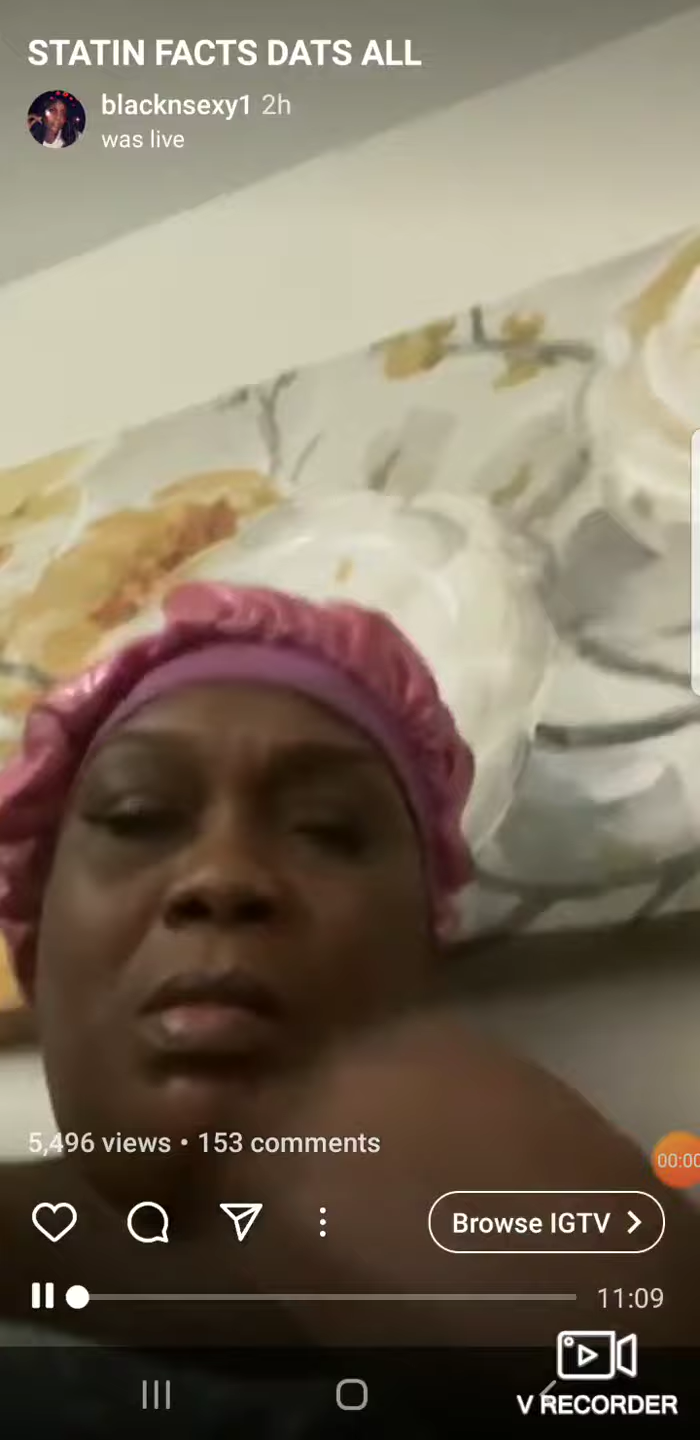 STATIN FACTS DATS ALL
blacknsexy1 2h
was live
5,496 views • 153 comments
00:00
Browse IGTV
11:09
V RECORDER